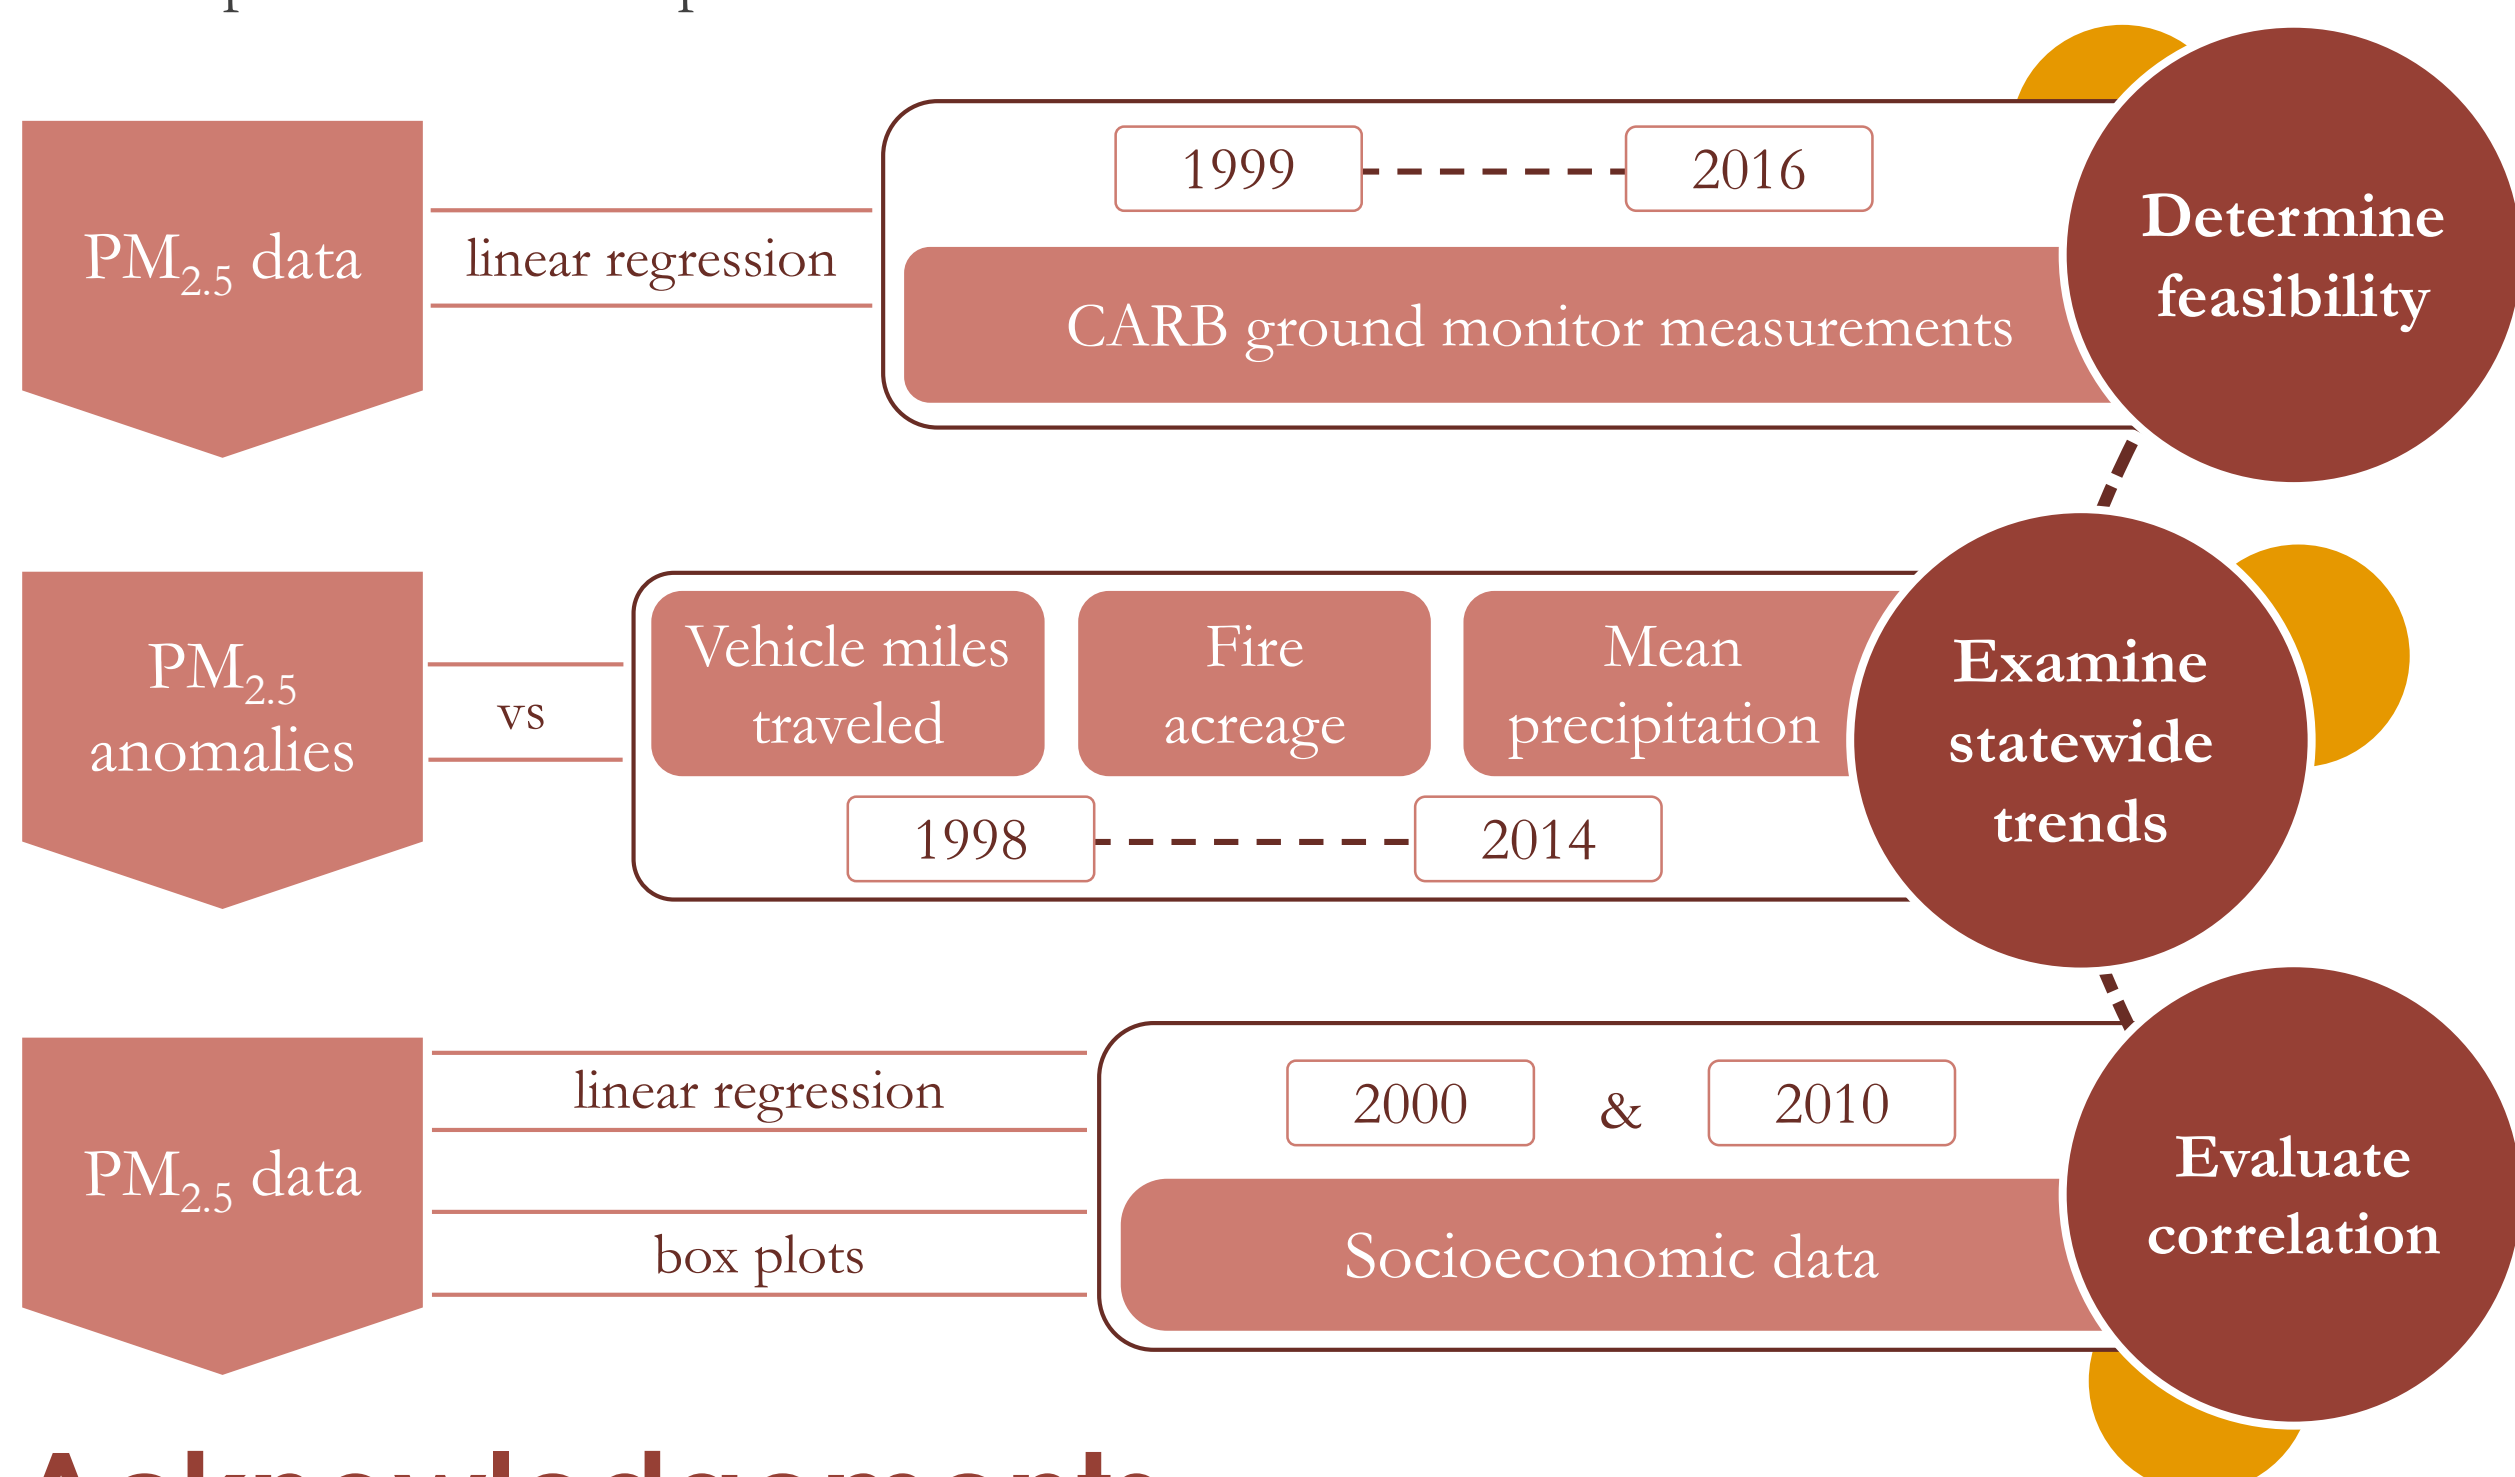 1999
2016
PM2.5 data
linear regression
CARB ground monitor measurements
Determine
feasibility
PM2.5
anomalies
vs
Vehicle miles
traveled
Fire
acreage
Mean
precipitation
1998
2014
Examine
statewide
trends
PM2.5 data
linear regression
box plots
2000
&
2010
Socioeconomic data
Evaluate
correlation